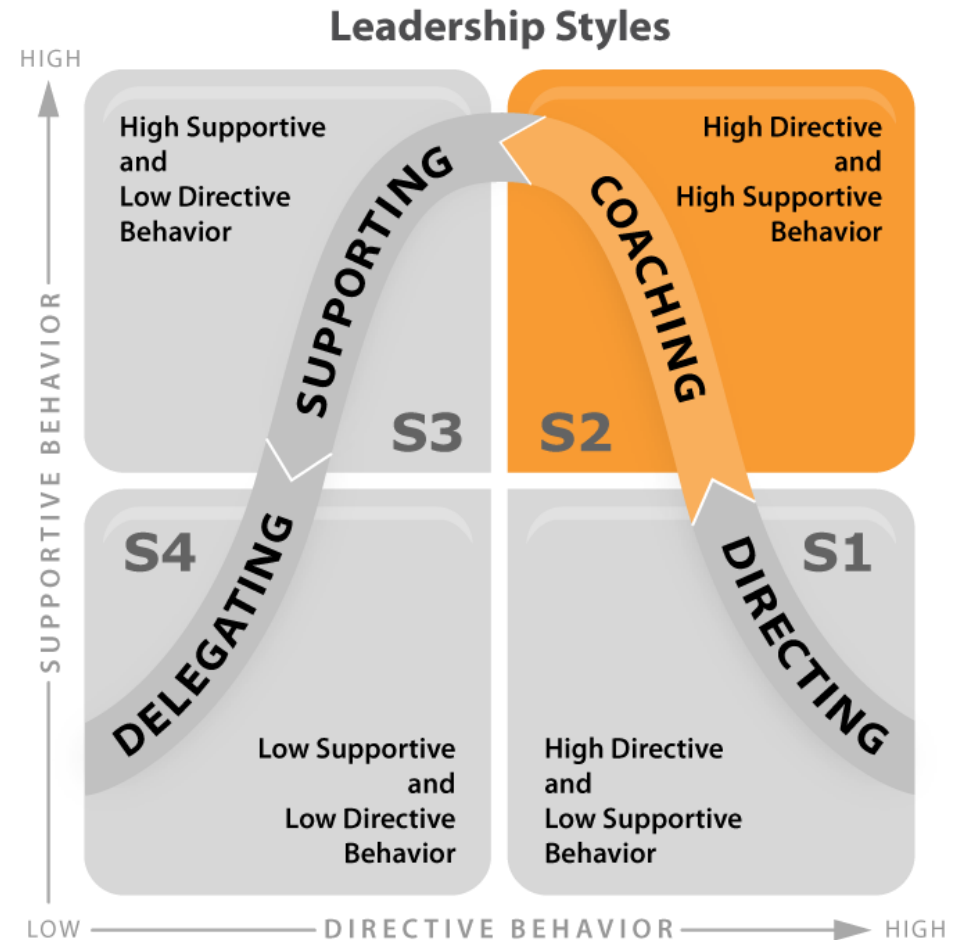 Leadership Styles
HIGH
High Supportive
and
Low Directive
Behavior
SUPPORTING
S3
High Directive
and
High Supportive
Behavior
COACHING
S2
SUPPORTIVE BEHAVIOR
S4
DELEGATING
Low Supportive
and
Low Directive
Behavior
S1
DIRECTING
High Directive
and
Low Supportive
Behavior
LOW
DIRECTIVE BEHAVIOR
HIGH